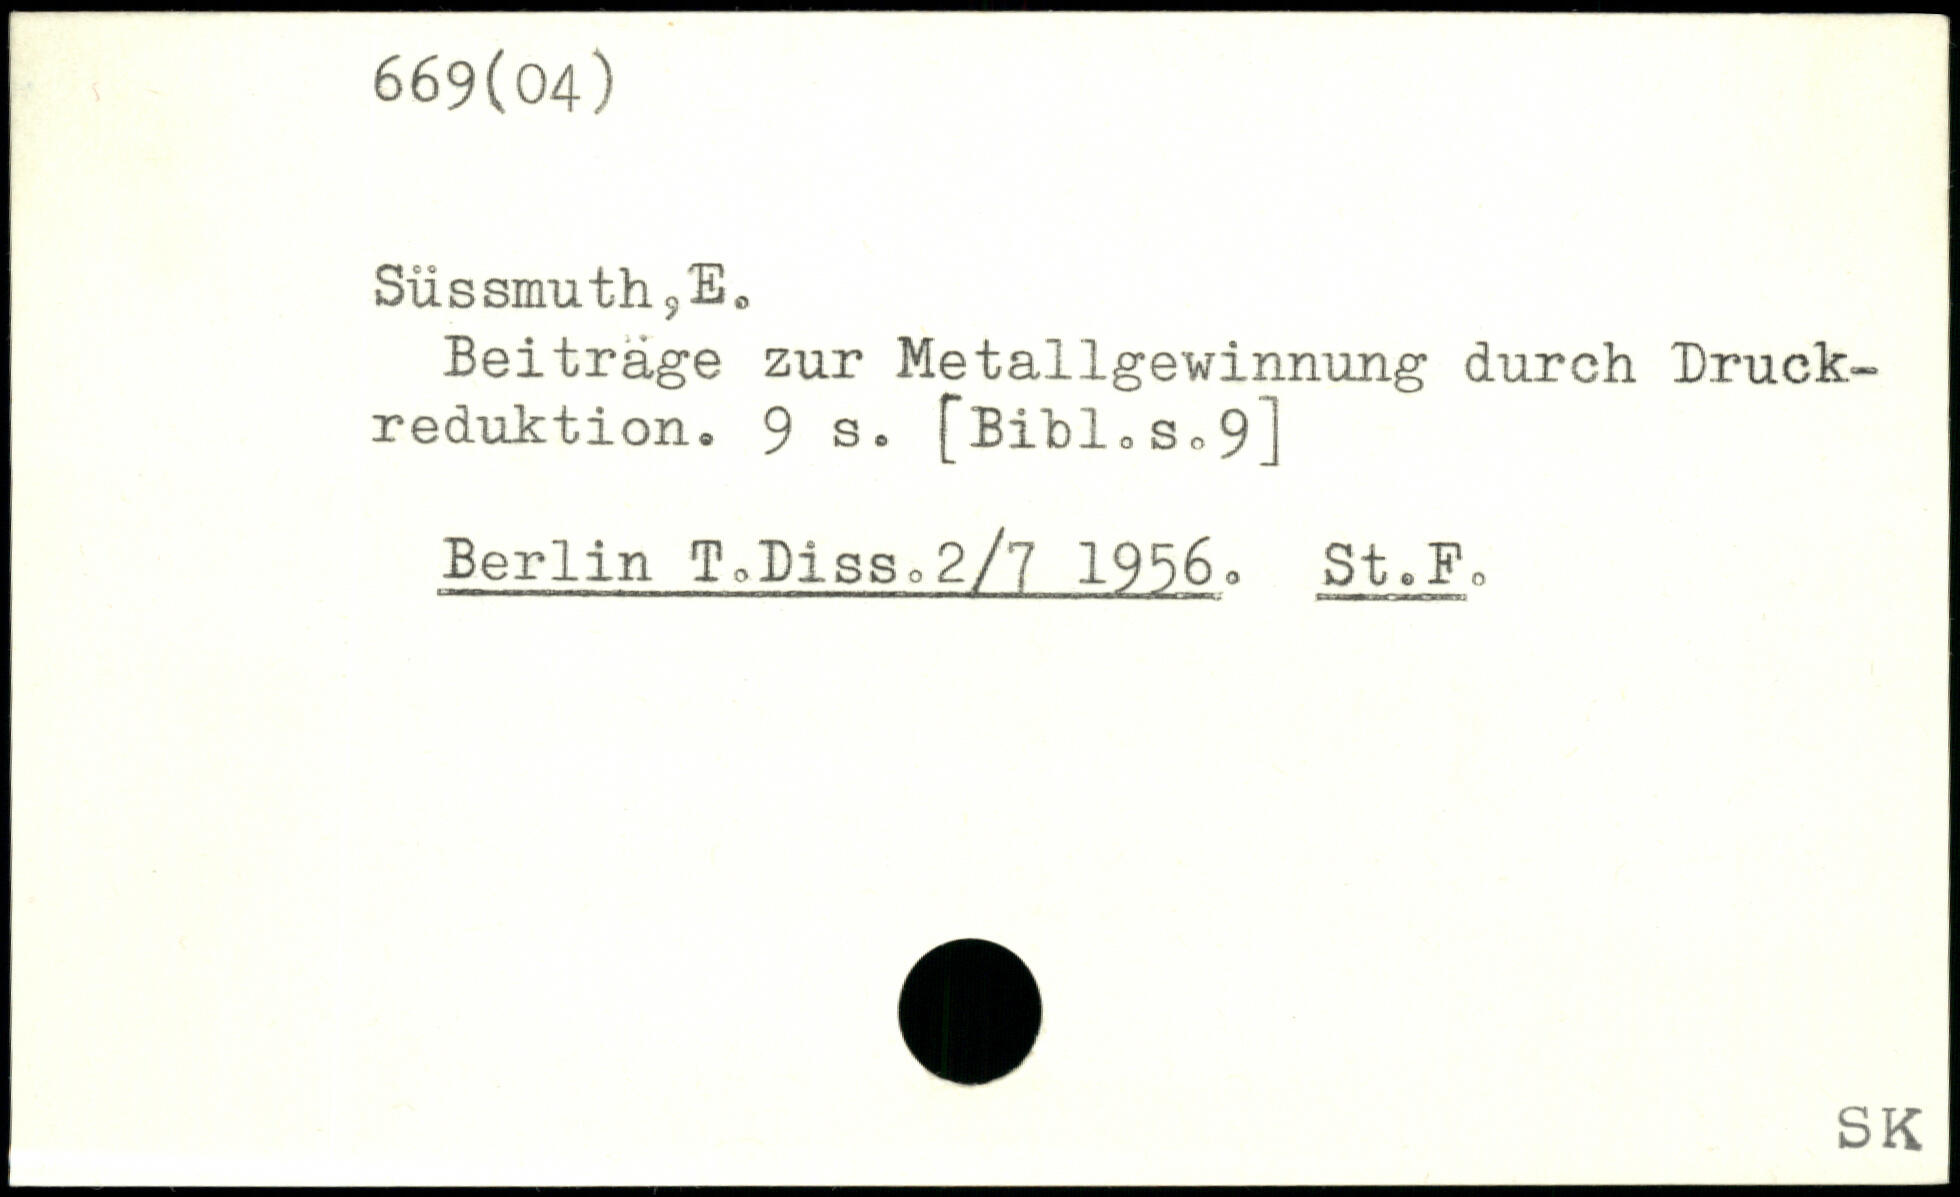 669(04)
Süssmuth,E.
Beiträge zur Metallgewinnung durch Druck-
reduktion. 9 s. [Bibl.s.9]
Berlin T.Diss.2/7 1956. St.F.
SK